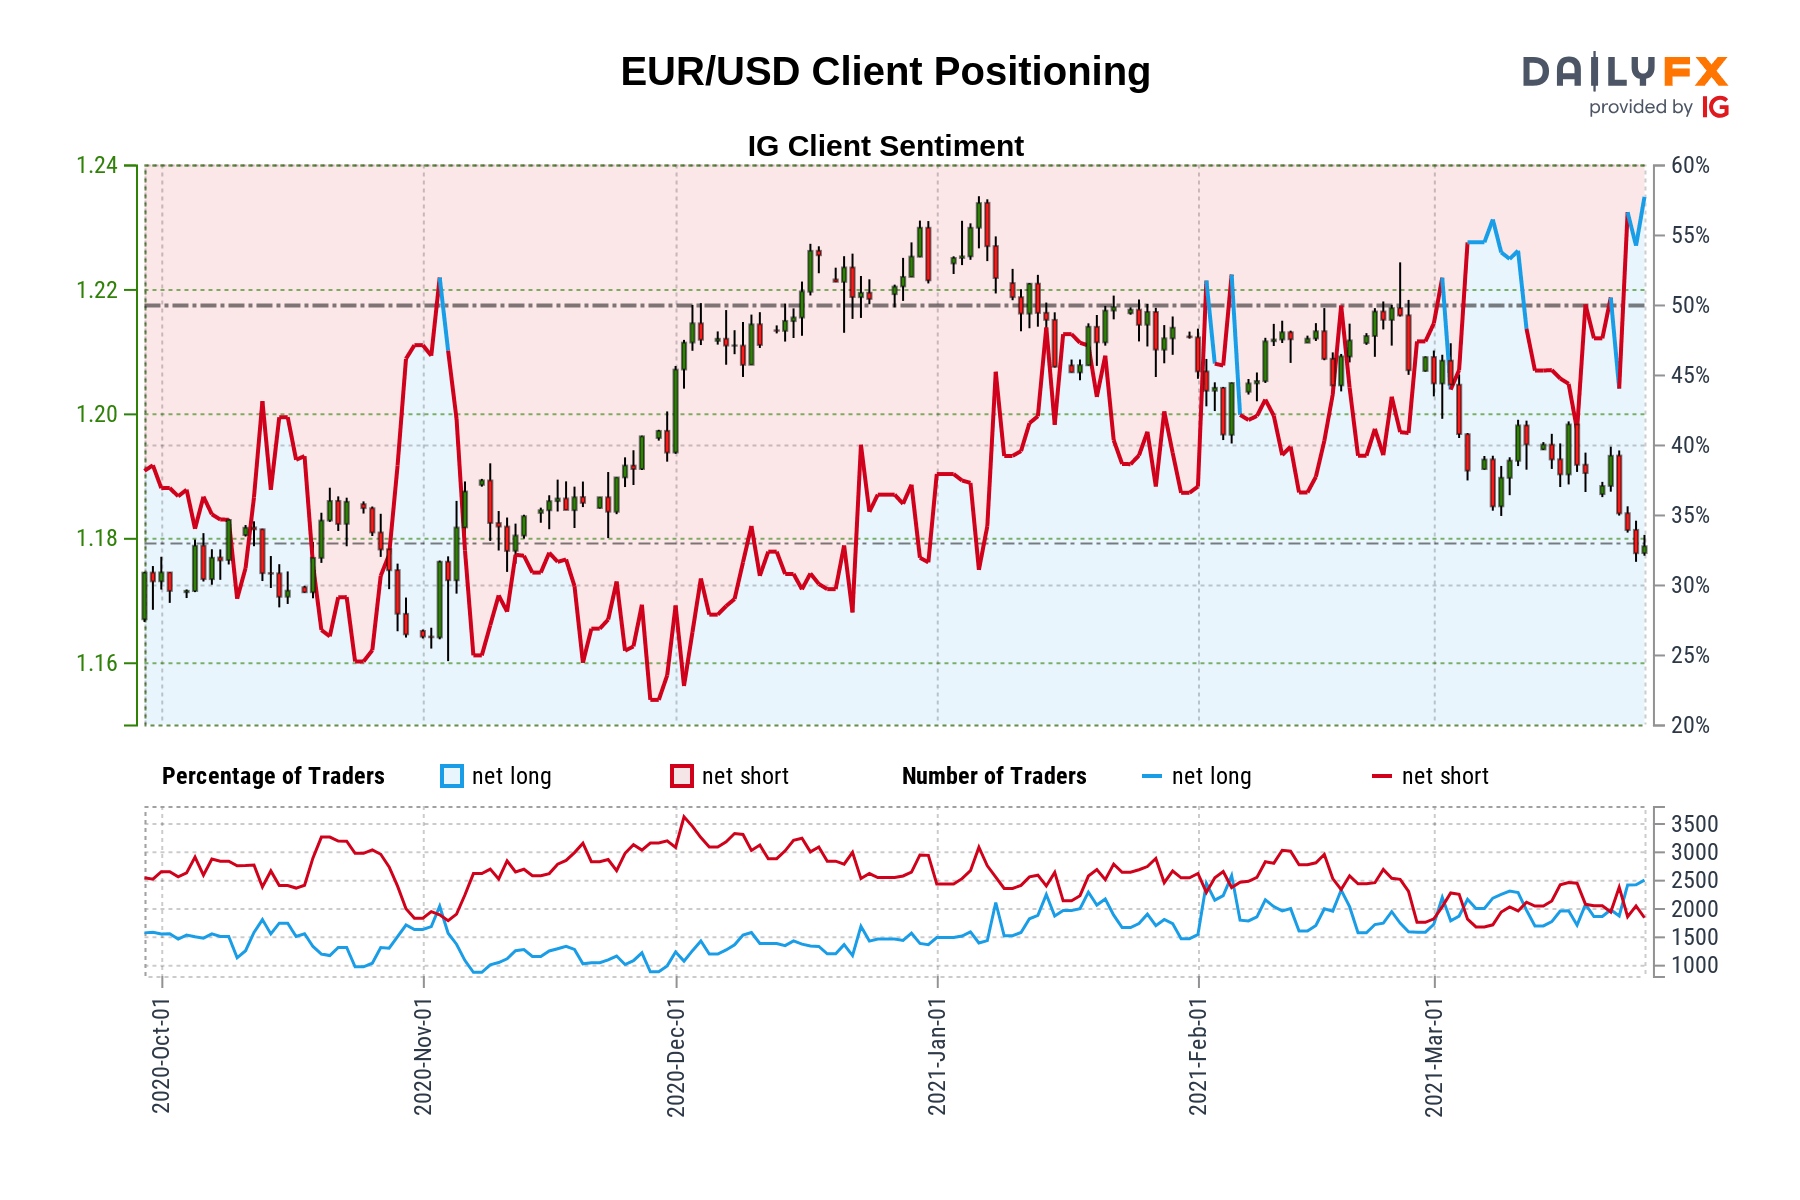 EUR/USD Client Positioning
DAILYFX
provided by IG
IG Client Sentiment
1.24
1.22
1.20
1.18
1.16
60%
55%
50%
45%
40%
35%
30%
25%
20%
Percentage of Traders
net long
net short
Number of Traders
net long
net short
3500
3000
2500
2000
1500
1000
2020-Oct-01
2020-Nov-01
2020-Dec-01
2021-Jan-01
2021-Feb-01
2021-Mar-01